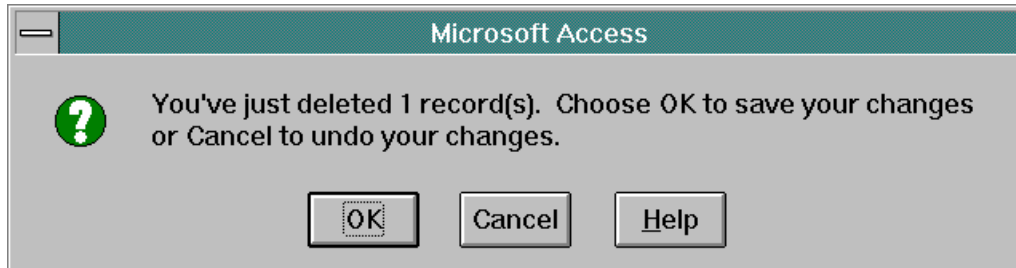 Microsoft Access
You've just deleted 1 record(s).  Choose OK to save your changes
or Cancel to undo your changes.
OK Cancel Help